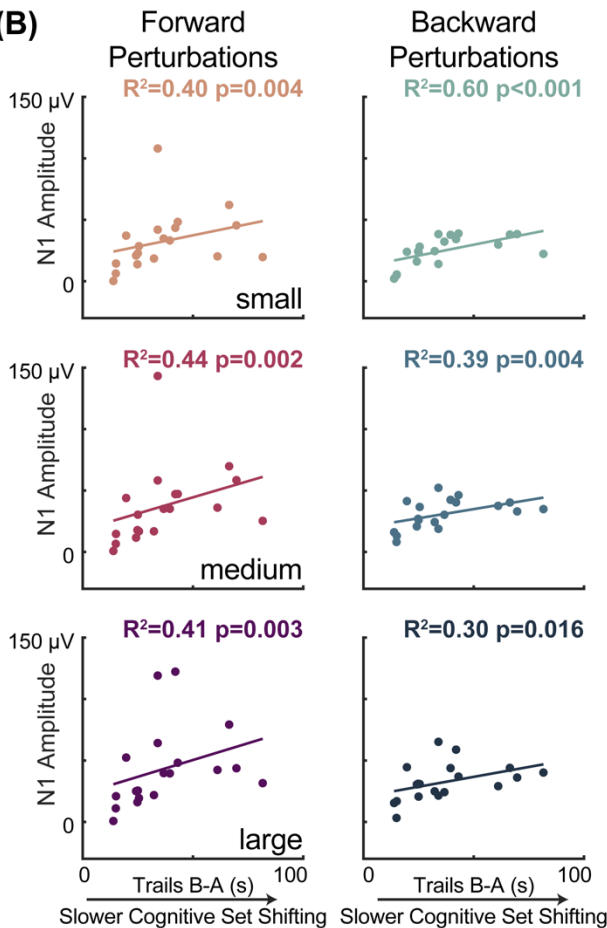 (B)
Forward
Perturbations
Backward
Perturbations
R²=0.40 p=0.004
R²=0.60 p<0.001
150 µV
N1 Amplitude
0
small
R²=0.44 p=0.002
R²=0.39 p=0.004
150 µV
N1 Amplitude
0
medium
R²=0.41 p=0.003
R²=0.30 p=0.016
150 µV
N1 Amplitude
0
large
0
100
0
100
Trails B-A (s)
Trails B-A (s)
Slower Cognitive Set Shifting
Slower Cognitive Set Shifting